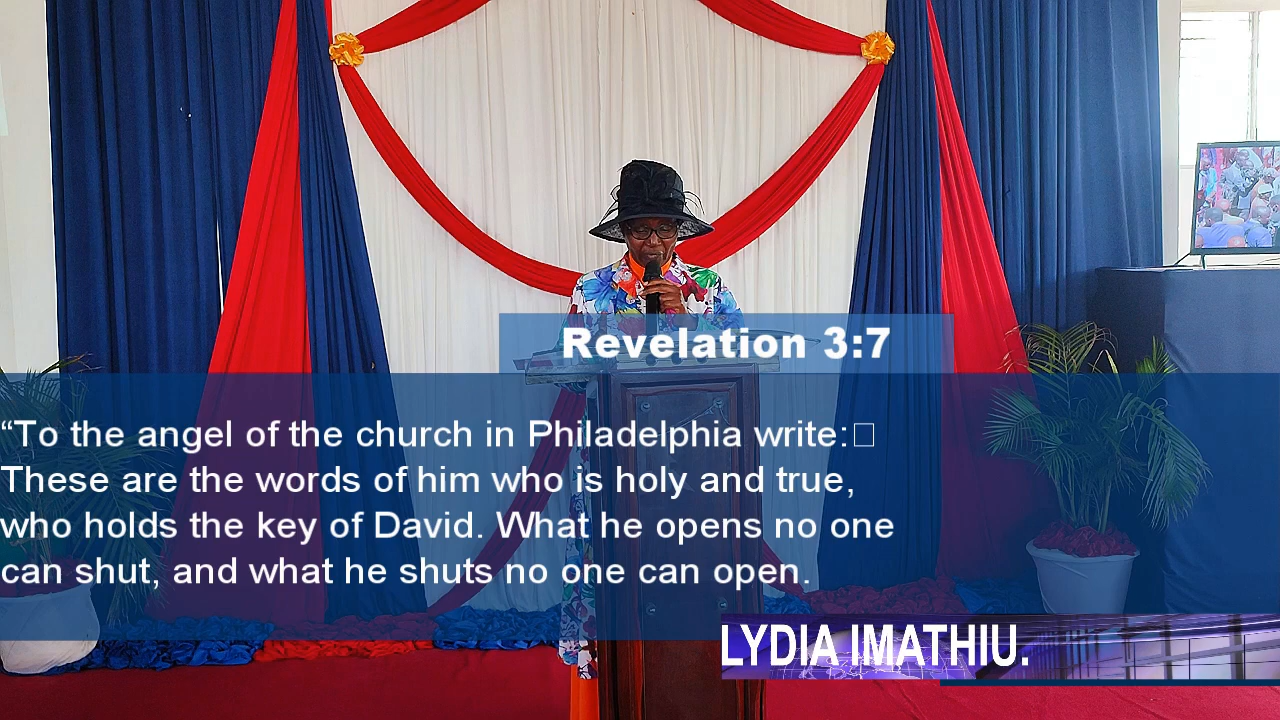 Revelation 3:7
“To the angel of the church in Philadelphia write:□
These are the words of him who is holy and true,
who holds the key of David. What he opens no one
can shut, and what he shuts no one can open.
LYDIA IMATHIU.